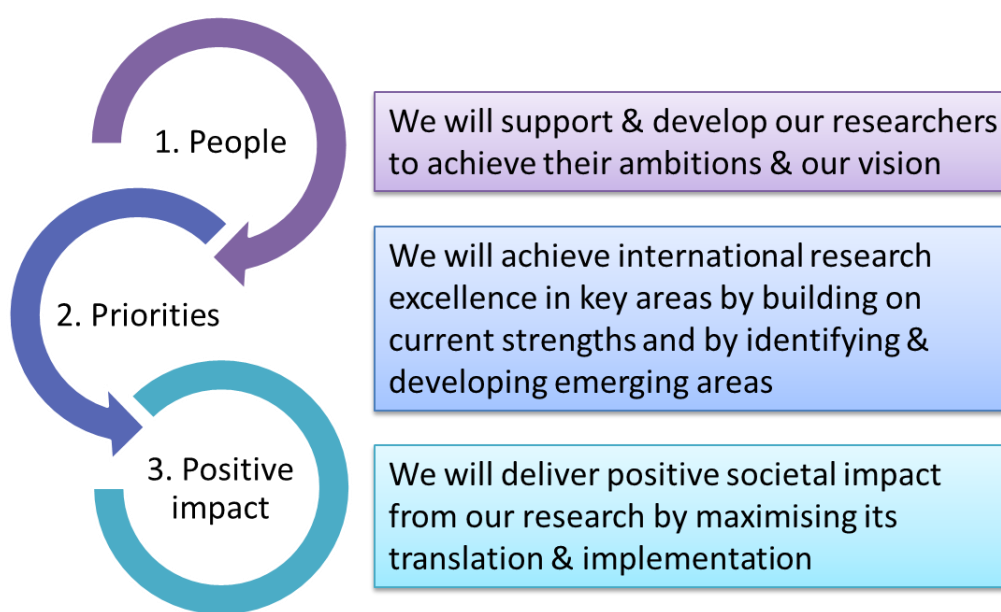 1. People
We will support & develop our researchers
to achieve their ambitions & our vision
2. Priorities
We will achieve international research
excellence in key areas by building on
current strengths and by identifying &
developing emerging areas
3. Positive
impact
We will deliver positive societal impact
from our research by maximising its
translation & implementation